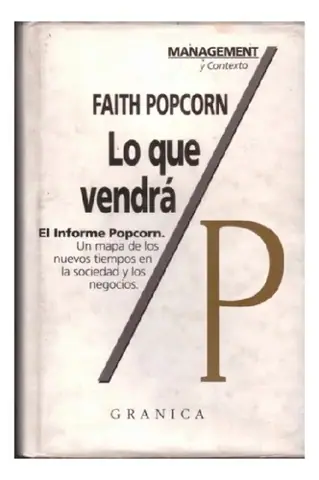 MANAGEMENT
y Contexto
FAITH POPCORN
Lo que
vendrá
El Informe Popcorn.
Un mapa de los
nuevos tiempos en
la sociedad y los
negocios.
P
GRANICA